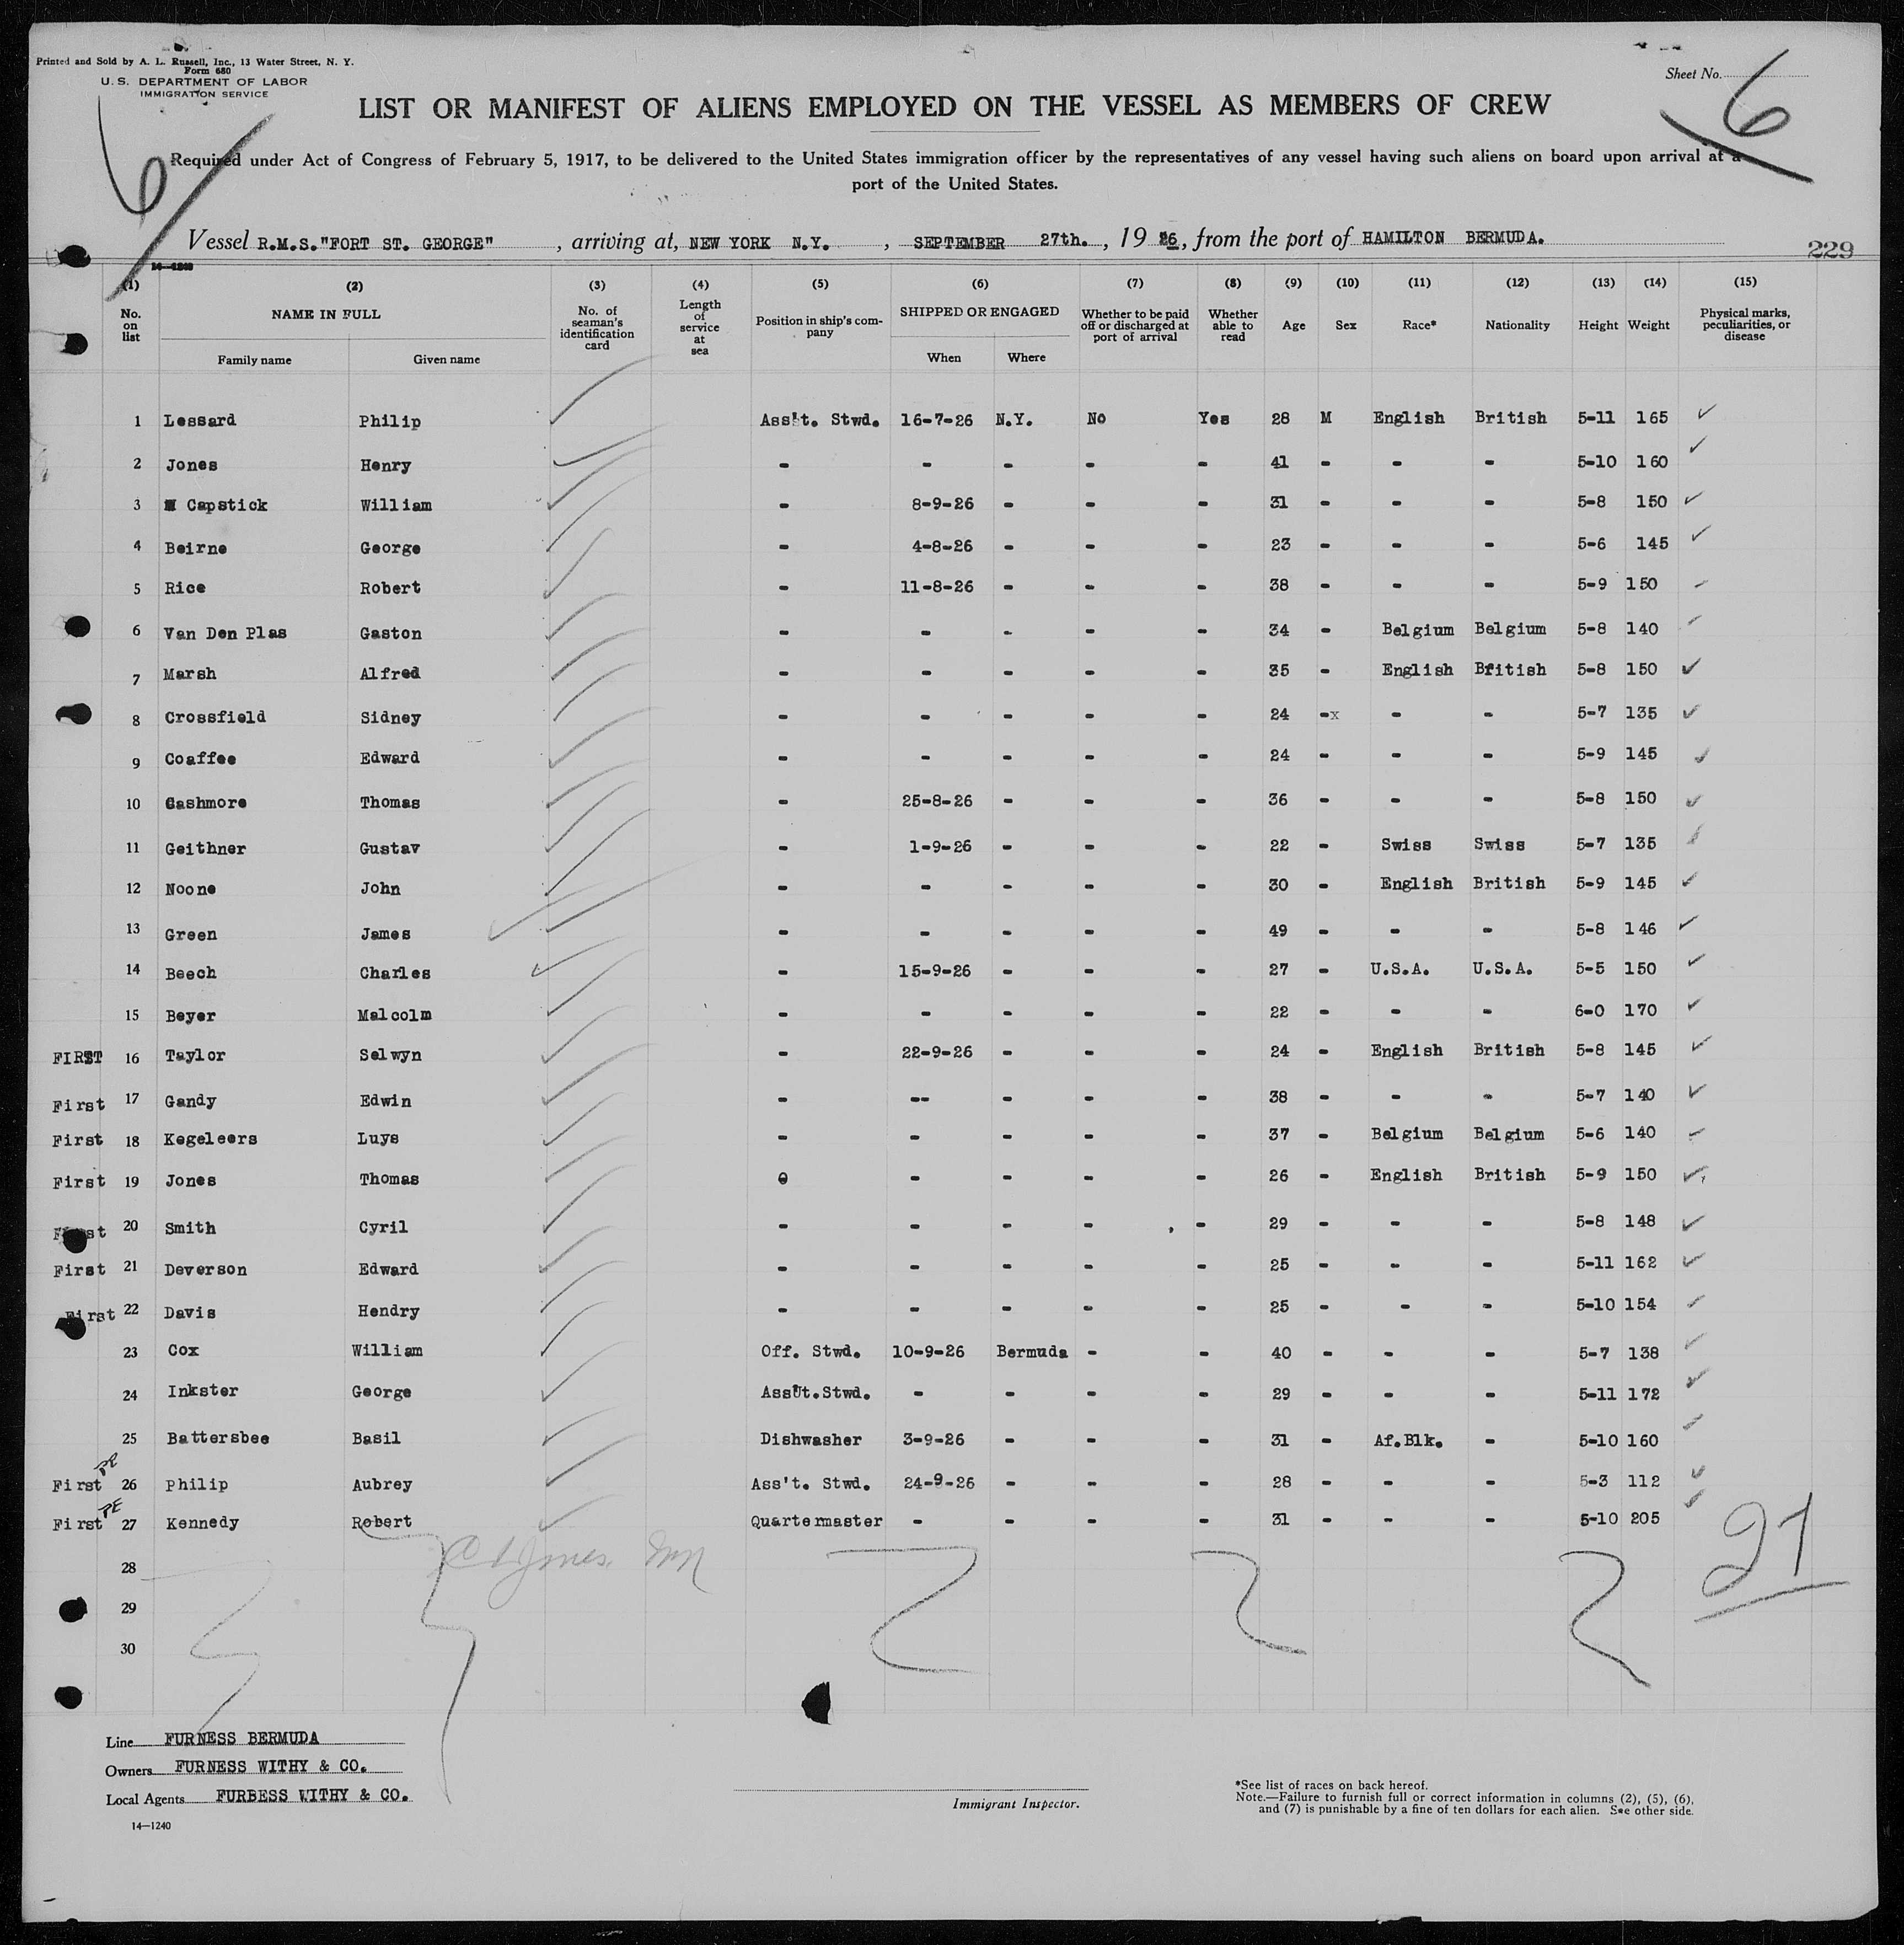 Printed and Sold by A. L. Russell, Inc., 13 Water Street, N. Y.
Form 680
U. S. DEPARTMENT OF LABOR
IMMIGRATION SERVICE
Sheet No.
6
6
LIST OR MANIFEST OF ALIENS EMPLOYED ON THE VESSEL AS MEMBERS OF CREW
Required under Act of Congress of February 5, 1917, to be delivered to the United States immigration officer by the representatives of any vessel having such aliens on board upon arrival at a
port of the United States.
Vessel R.M.S."FORT ST. GEORGE" , arriving at, NEW YORK N.Y. , SEPTEMBER 27th. , 19 26, from the port of HAMILTON BERMUDA.
229
14-1240
(1) (2) (3) (4) (5) (6) (7) (8) (9) (10) (11) (12) (13) (14) (15)
No. on list NAME IN FULL No. of seaman's identification card Length of service at sea Position in ship's company SHIPPED OR ENGAGED Whether to be paid off or discharged at port of arrival Whether able to read Age Sex Race* Nationality Height Weight Physical marks, peculiarities, or disease
Family name Given name When Where
1 Lessard Philip Ass't. Stwd. 16-7-26 N.Y. No Yes 28 M English British 5-11 165
2 Jones Henry - - - - - 41 - - - 5-10 160
3 Capstick William - 8-9-26 - - - 31 - - - 5-8 150
4 Beirne George - 4-8-26 - - - 23 - - - 5-6 145
5 Rice Robert - 11-8-26 - - - 38 - - - 5-9 150
6 Van Den Plas Gaston - - - - - 34 - Belgium Belgium 5-8 140
7 Marsh Alfred - - - - - 35 - English British 5-8 150
8 Crossfield Sidney - - - - - 24 -x - - 5-7 135
9 Coaffee Edward - - - - - 24 - - - 5-9 145
10 Cashmore Thomas - 25-8-26 - - - 36 - - - 5-8 150
11 Geithner Gustav - 1-9-26 - - - 22 - Swiss Swiss 5-7 135
12 Noone John - - - - - 30 - English British 5-9 145
13 Green James - - - - - 49 - - - 5-8 146
14 Beech Charles - 15-9-26 - - - 27 - U.S.A. U.S.A. 5-5 150
15 Beyer Malcolm - - - - - 22 - - - 6-0 170
FIRST 16 Taylor Selwyn - 22-9-26 - - - 24 - English British 5-8 145
First 17 Gandy Edwin - -- - - - 38 - - - 5-7 140
First 18 Kegeleers Luys - - - - - 37 - Belgium Belgium 5-6 140
First 19 Jones Thomas - - - - - 26 - English British 5-9 150
First 20 Smith Cyril - - - - - 29 - - - 5-8 148
First 21 Deverson Edward - - - - - 25 - - - 5-11 162
First 22 Davis Hendry - - - - - 25 - - - 5-10 154
23 Cox William Off. Stwd. 10-9-26 Bermuda - - 40 - - - 5-7 138
24 Inkster George Ass't.Stwd. - - - - 29 - - - 5-11 172
25 Battersbee Basil Dishwasher 3-9-26 - - - 31 - Af.Blk. - 5-10 160
First 26 Philip Aubrey Ass't. Stwd. 24-9-26 - - - 28 - - - 5-3 112
First PE 27 Kennedy Robert Quartermaster - - - - 31 - - - 5-10 205
28
29
30
27
Line FURNESS BERMUDA
Owners FURNESS WITHY & CO.
Local Agents FURBESS WITHY & CO.
14-1240
Immigrant Inspector.
*See list of races on back hereof.
Note.—Failure to furnish full or correct information in columns (2), (5), (6),
and (7) is punishable by a fine of ten dollars for each alien. See other side.